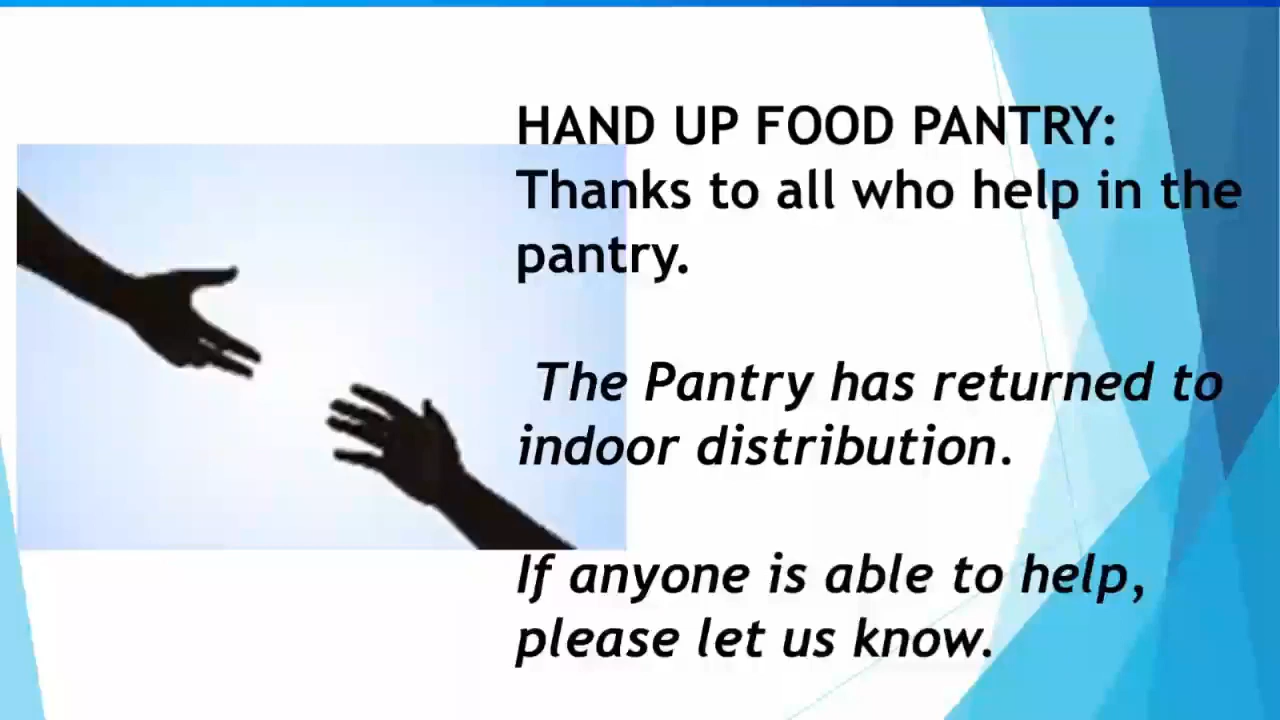 HAND UP FOOD PANTRY:
Thanks to all who help in the
pantry.
The Pantry has returned to
indoor distribution.
If anyone is able to help,
please let us know.